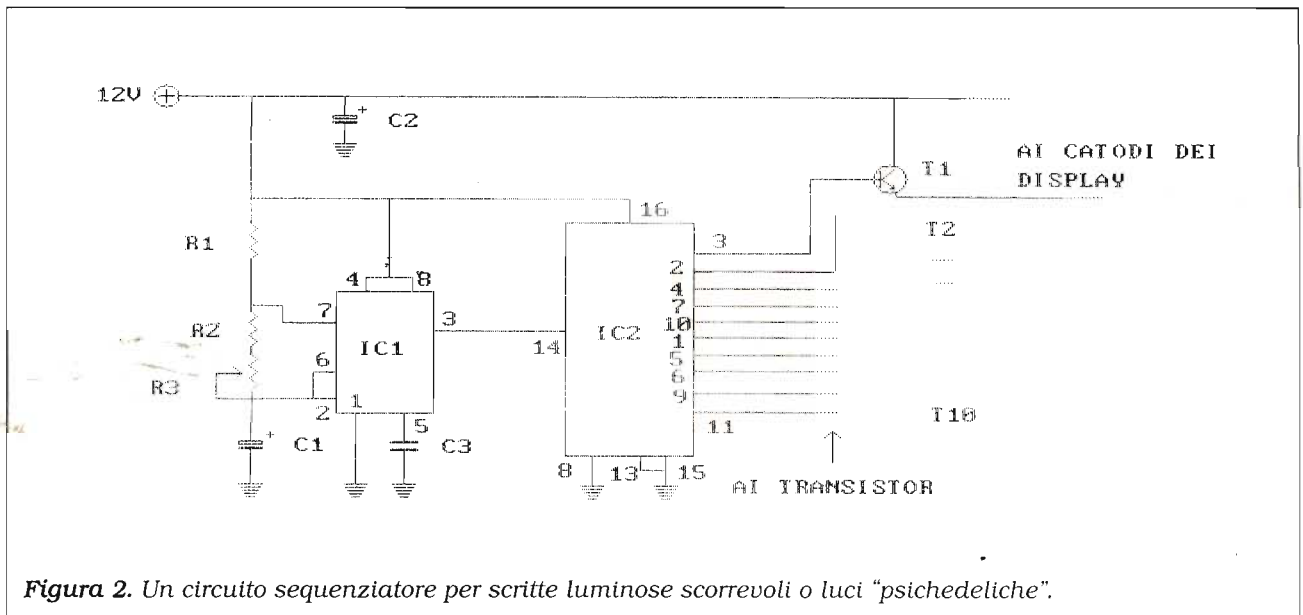 12V
+
C2
AI CATODI DEI
DISPLAY
T1
T2
T10
R1
R2
R3
C1
4 8
7
6
2
1
5
3
IC1
C3
14
16
IC2
3
2
4
7
10
1
5
6
9
11
8 13 15
AI TRANSISTOR
Figura 2. Un circuito sequenziatore per scritte luminose scorrevoli o luci “psichedeliche”.